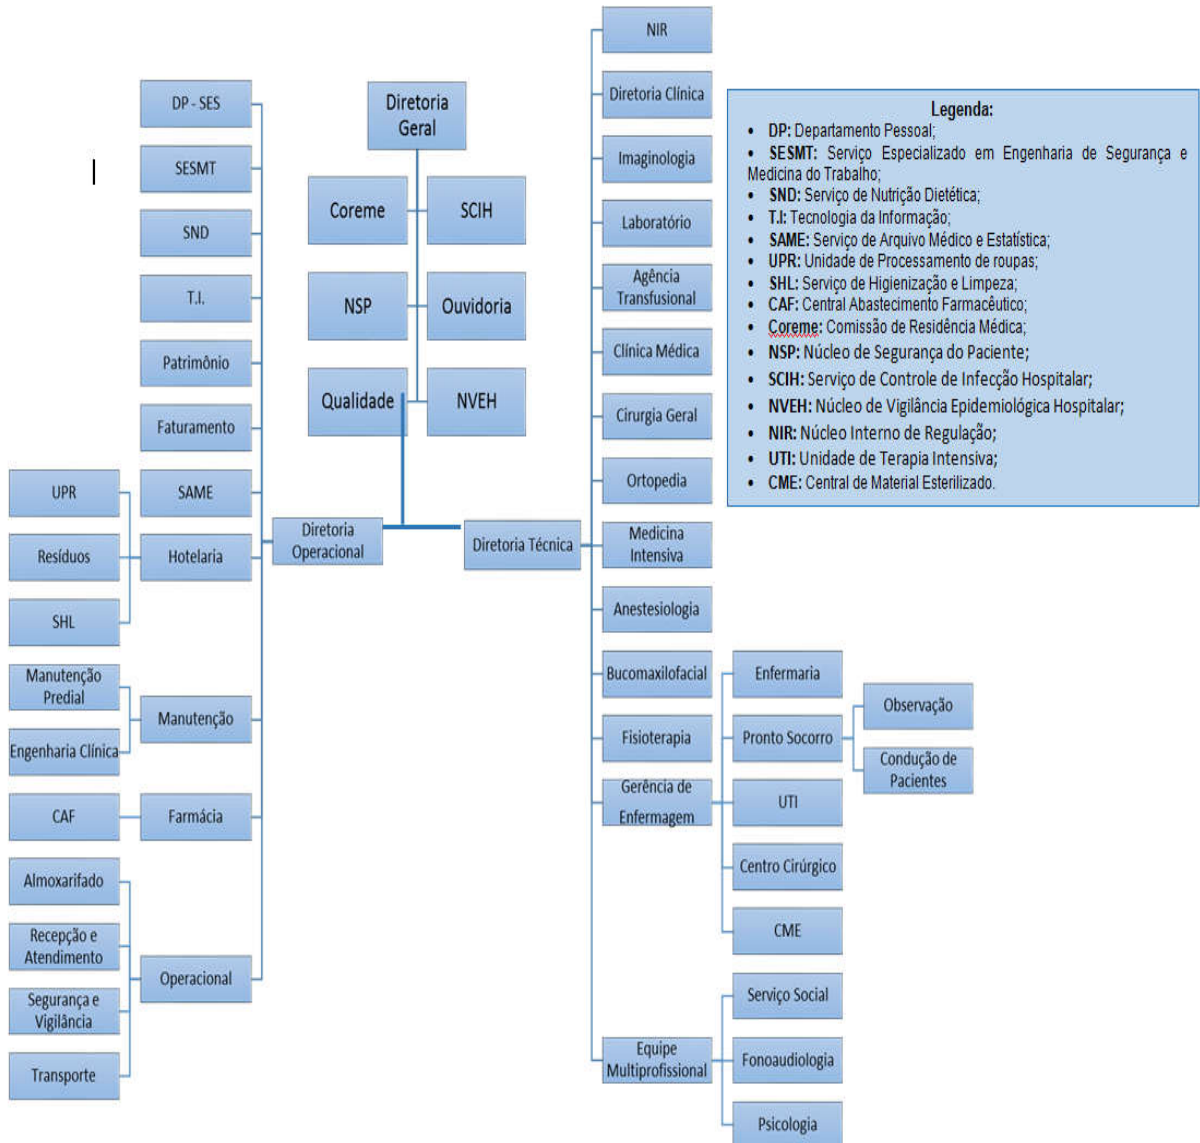 Diretoria
Geral
Coreme
SCIH
NSP
Ouvidoria
Qualidade
NVEH
Diretoria
Operacional
DP - SES
SESMT
SND
T.I.
Patrimônio
Faturamento
SAME
Hotelaria
UPR
Resíduos
SHL
Manutenção
Manutenção
Predial
Engenharia Clínica
Farmácia
CAF
Operacional
Almoxarifado
Recepção e
Atendimento
Segurança e
Vigilância
Transporte
Diretoria Técnica
NIR
Diretoria Clínica
Imaginologia
Laboratório
Agência
Transfusional
Clínica Médica
Cirurgia Geral
Ortopedia
Medicina
Intensiva
Anestesiologia
Bucomaxilofacial
Fisioterapia
Gerência de
Enfermagem
Enfermaria
Pronto Socorro
Observação
Condução de
Pacientes
UTI
Centro Cirúrgico
CME
Equipe
Multiprofissional
Serviço Social
Fonoaudiologia
Psicologia
Legenda:
• DP: Departamento Pessoal;
• SESMT: Serviço Especializado em Engenharia de Segurança e
Medicina do Trabalho;
• SND: Serviço de Nutrição Dietética;
• T.I: Tecnologia da Informação;
• SAME: Serviço de Arquivo Médico e Estatística;
• UPR: Unidade de Processamento de roupas;
• SHL: Serviço de Higienização e Limpeza;
• CAF: Central Abastecimento Farmacêutico;
• Coreme: Comissão de Residência Médica;
• NSP: Núcleo de Segurança do Paciente;
• SCIH: Serviço de Controle de Infecção Hospitalar;
• NVEH: Núcleo de Vigilância Epidemiológica Hospitalar;
• NIR: Núcleo Interno de Regulação;
• UTI: Unidade de Terapia Intensiva;
• CME: Central de Material Esterilizado.